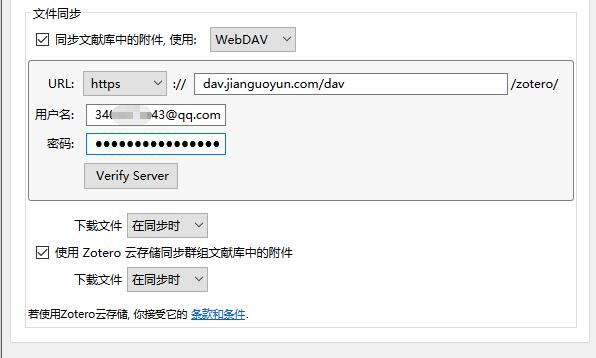 文件同步
同步文献库中的附件, 使用: WebDAV
URL: https :// dav.jianguoyun.com/dav /zotero/
用户名: 340 43@qq.com
密码: ●●●●●●●●●●●●●●●●
Verify Server
下载文件 在同步时
使用 Zotero 云存储同步群组文献库中的附件
下载文件 在同步时
若使用Zotero云存储, 你接受它的 条款和条件.